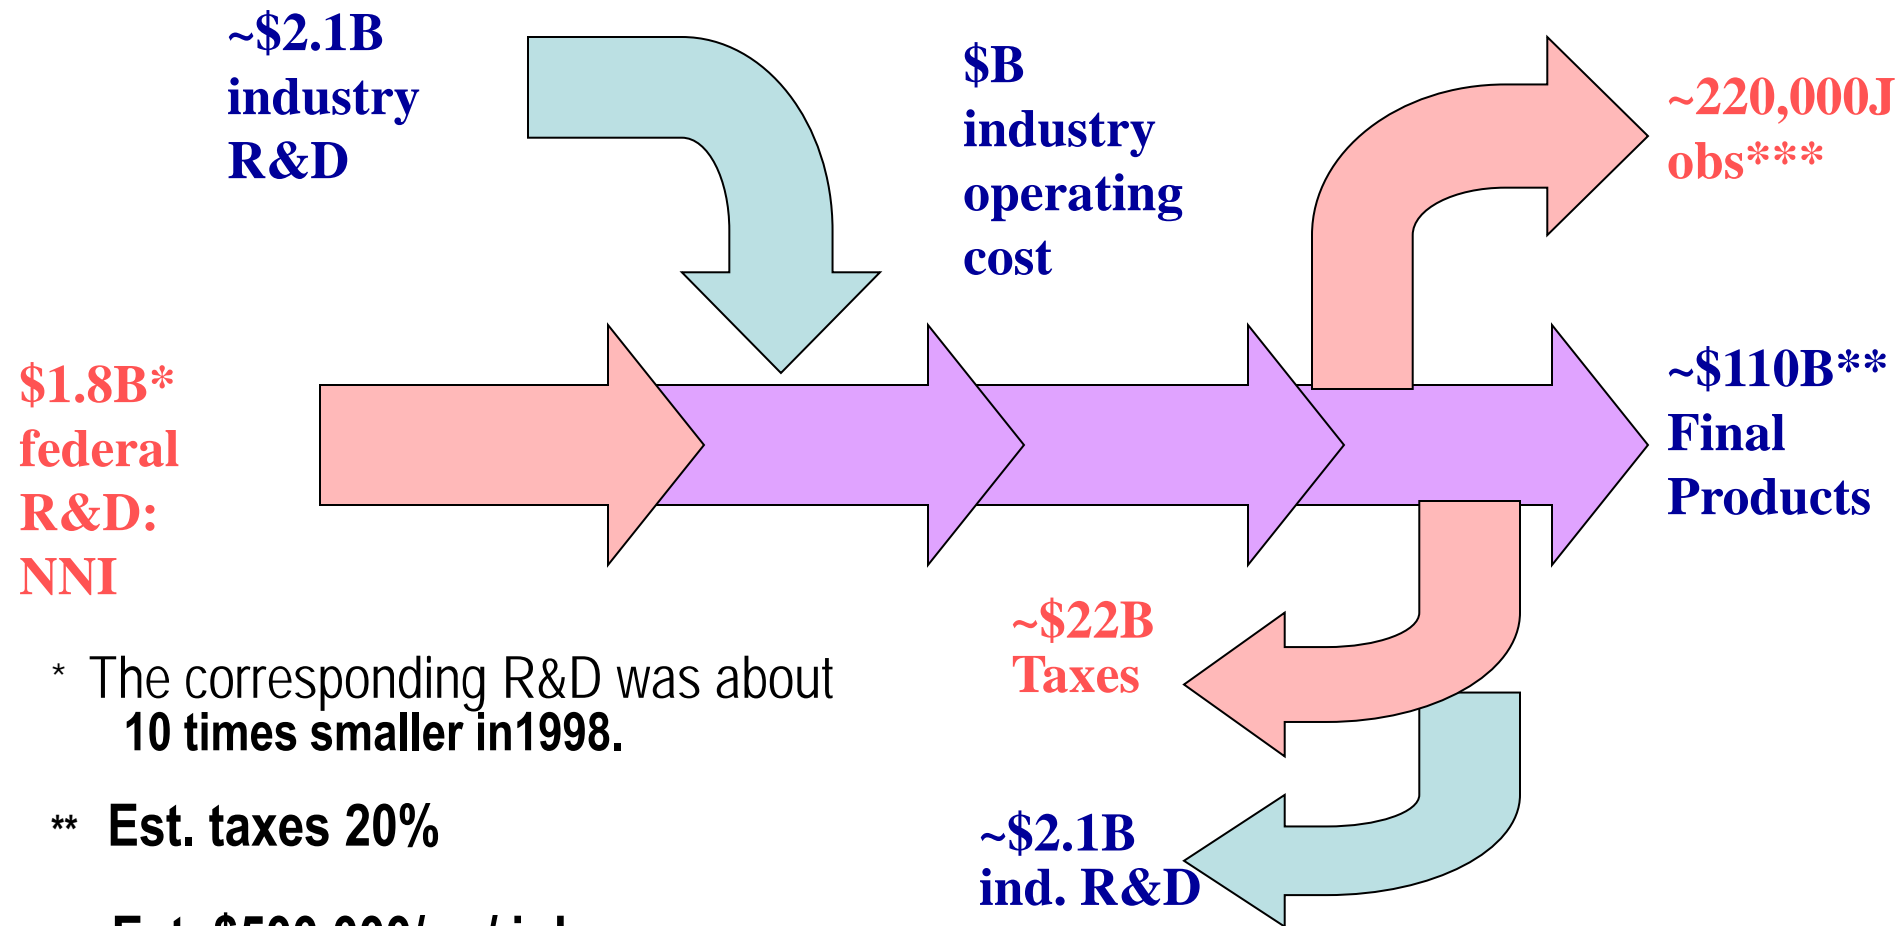 ~$2.1B
industry
R&D
$B
industry
operating
cost
~220,000J
obs***
$1.8B*
federal
R&D:
NNI
~$110B**
Final
Products
~$22B
Taxes
* The corresponding R&D was about
10 times smaller in1998.
** Est. taxes 20%
~$2.1B
ind. R&D
Est.